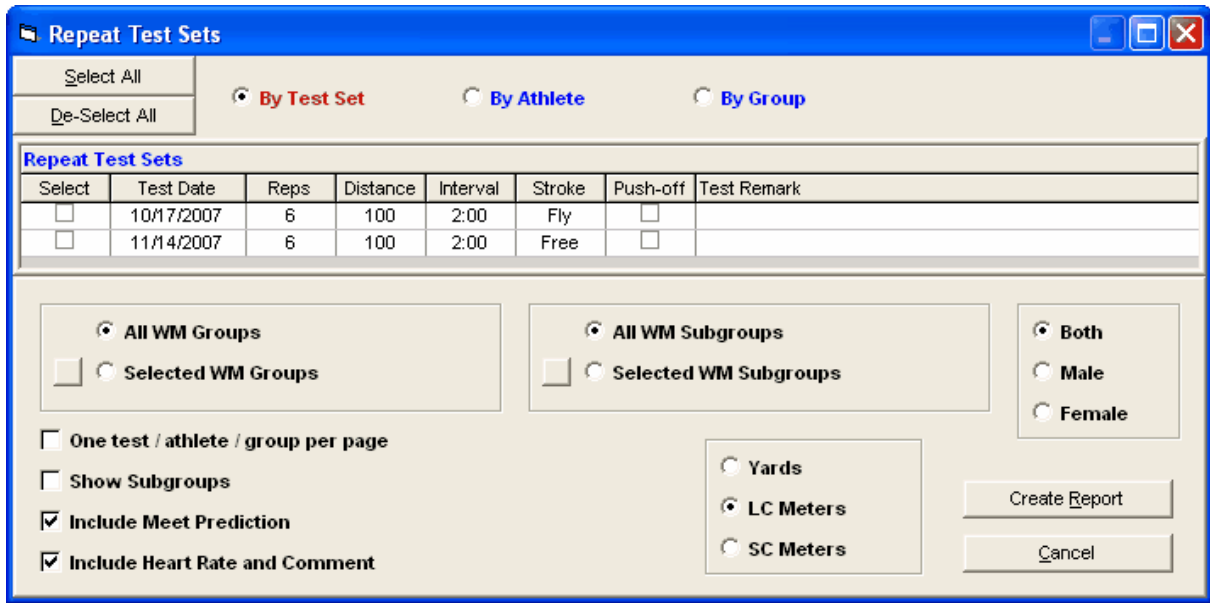 Repeat Test Sets
Select All
De-Select All
By Test Set By Athlete By Group
Repeat Test Sets
Select Test Date Reps Distance Interval Stroke Push-off Test Remark
10/17/2007 6 100 2:00 Fly
11/14/2007 6 100 2:00 Free
All WM Groups
Selected WM Groups
All WM Subgroups
Selected WM Subgroups
Both
Male
Female
One test / athlete / group per page
Show Subgroups
Include Meet Prediction
Include Heart Rate and Comment
Yards
LC Meters
SC Meters
Create Report
Cancel